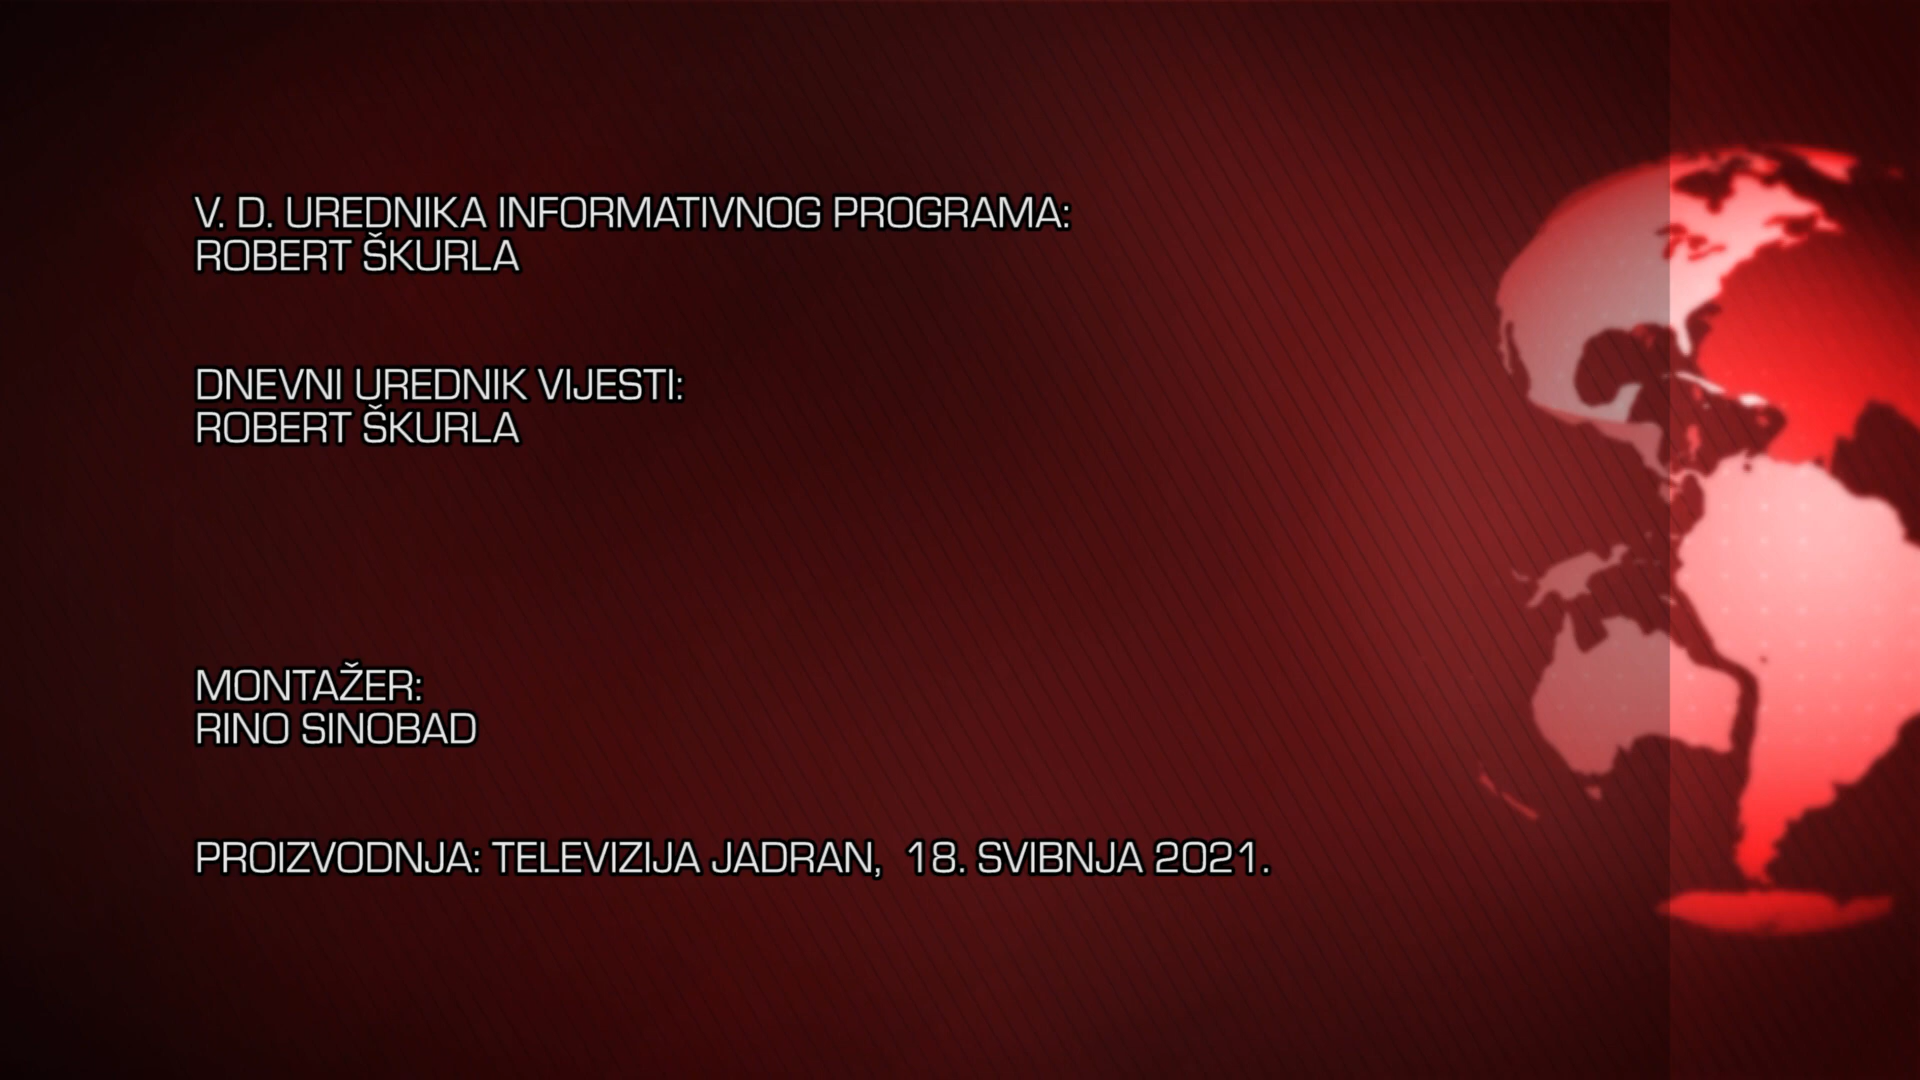 V. D. UREDNIKA INFORMATIVNOG PROGRAMA:
ROBERT ŠKURLA
DNEVNI UREDNIK VIJESTI:
ROBERT ŠKURLA
MONTAŽER:
RINO SINOBAD
PROIZVODNJA: TELEVIZIJA JADRAN, 18. SVIBNJA 2021.